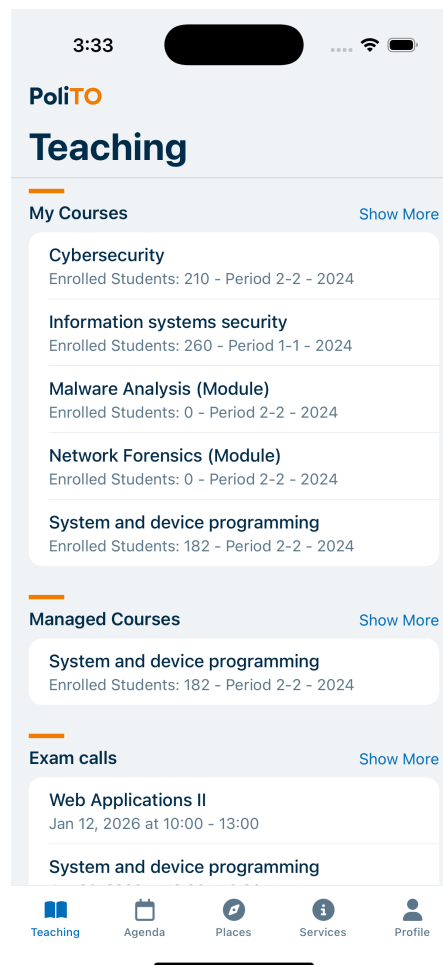 3:33
PoliTO
Teaching
My Courses
Show More
Cybersecurity
Enrolled Students: 210 - Period 2-2 - 2024
Information systems security
Enrolled Students: 260 - Period 1-1 - 2024
Malware Analysis (Module)
Enrolled Students: 0 - Period 2-2 - 2024
Network Forensics (Module)
Enrolled Students: 0 - Period 2-2 - 2024
System and device programming
Enrolled Students: 182 - Period 2-2 - 2024
Managed Courses
Show More
System and device programming
Enrolled Students: 182 - Period 2-2 - 2024
Exam calls
Show More
Web Applications II
Jan 12, 2026 at 10:00 - 13:00
System and device programming
Teaching
Agenda
Places
Services
Profile